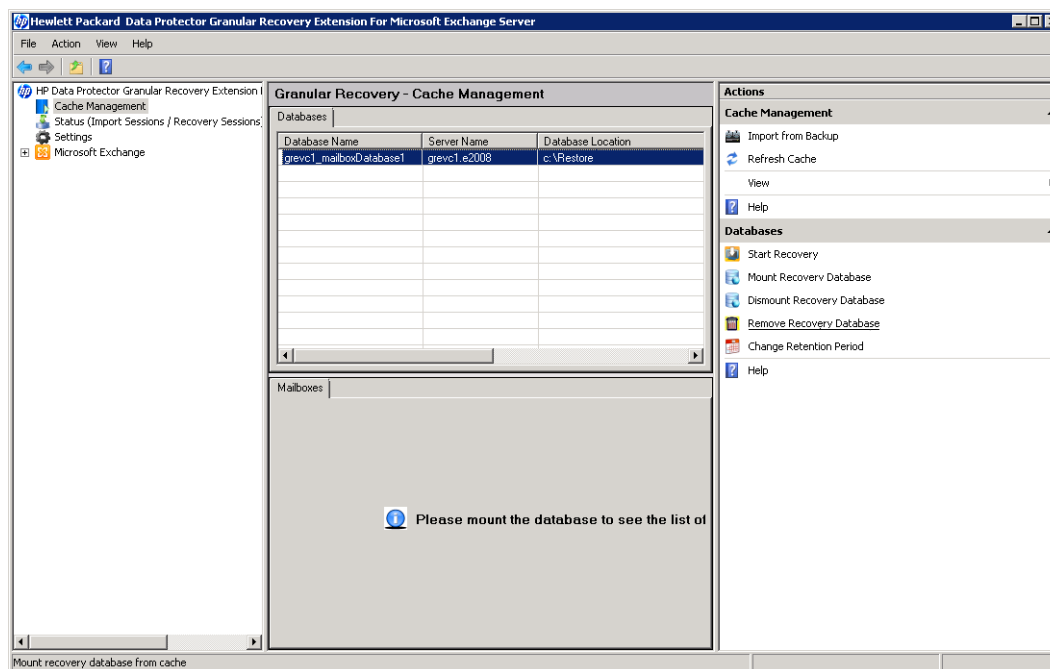 Hewlett Packard Data Protector Granular Recovery Extension For Microsoft Exchange Server
File Action View Help
HP Data Protector Granular Recovery Extension
Cache Management
Status (Import Sessions / Recovery Sessions)
Settings
Microsoft Exchange
Granular Recovery - Cache Management
Databases
Database Name Server Name Database Location
grevc1_mailboxDatabase1 grevc1.e2008 c:\Restore
Mailboxes
Please mount the database to see the list of
Actions
Cache Management
Import from Backup
Refresh Cache
View
Help
Databases
Start Recovery
Mount Recovery Database
Dismount Recovery Database
Remove Recovery Database
Change Retention Period
Help
Mount recovery database from cache